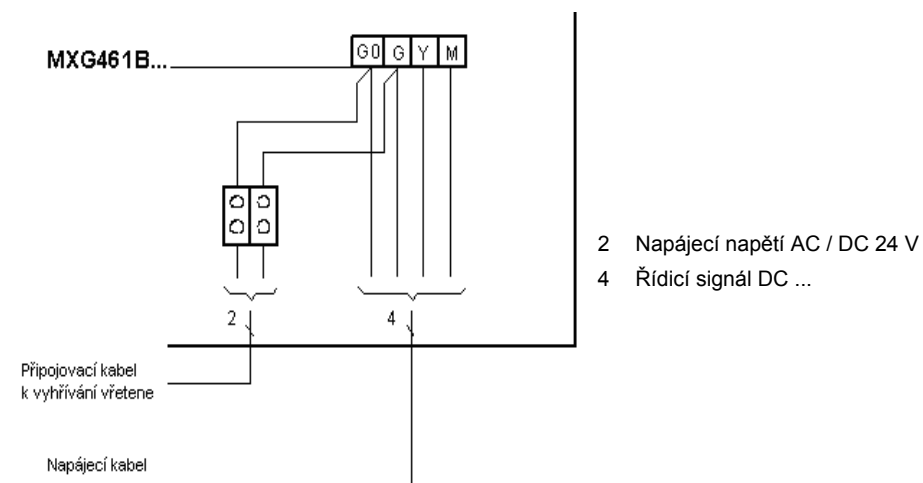 MXG461B...
G0 G Y M
2 Napájecí napětí AC / DC 24 V
4 Řídicí signál DC ...
2 4
Připojovací kabel
k vyhřívání vřetene
Napájecí kabel